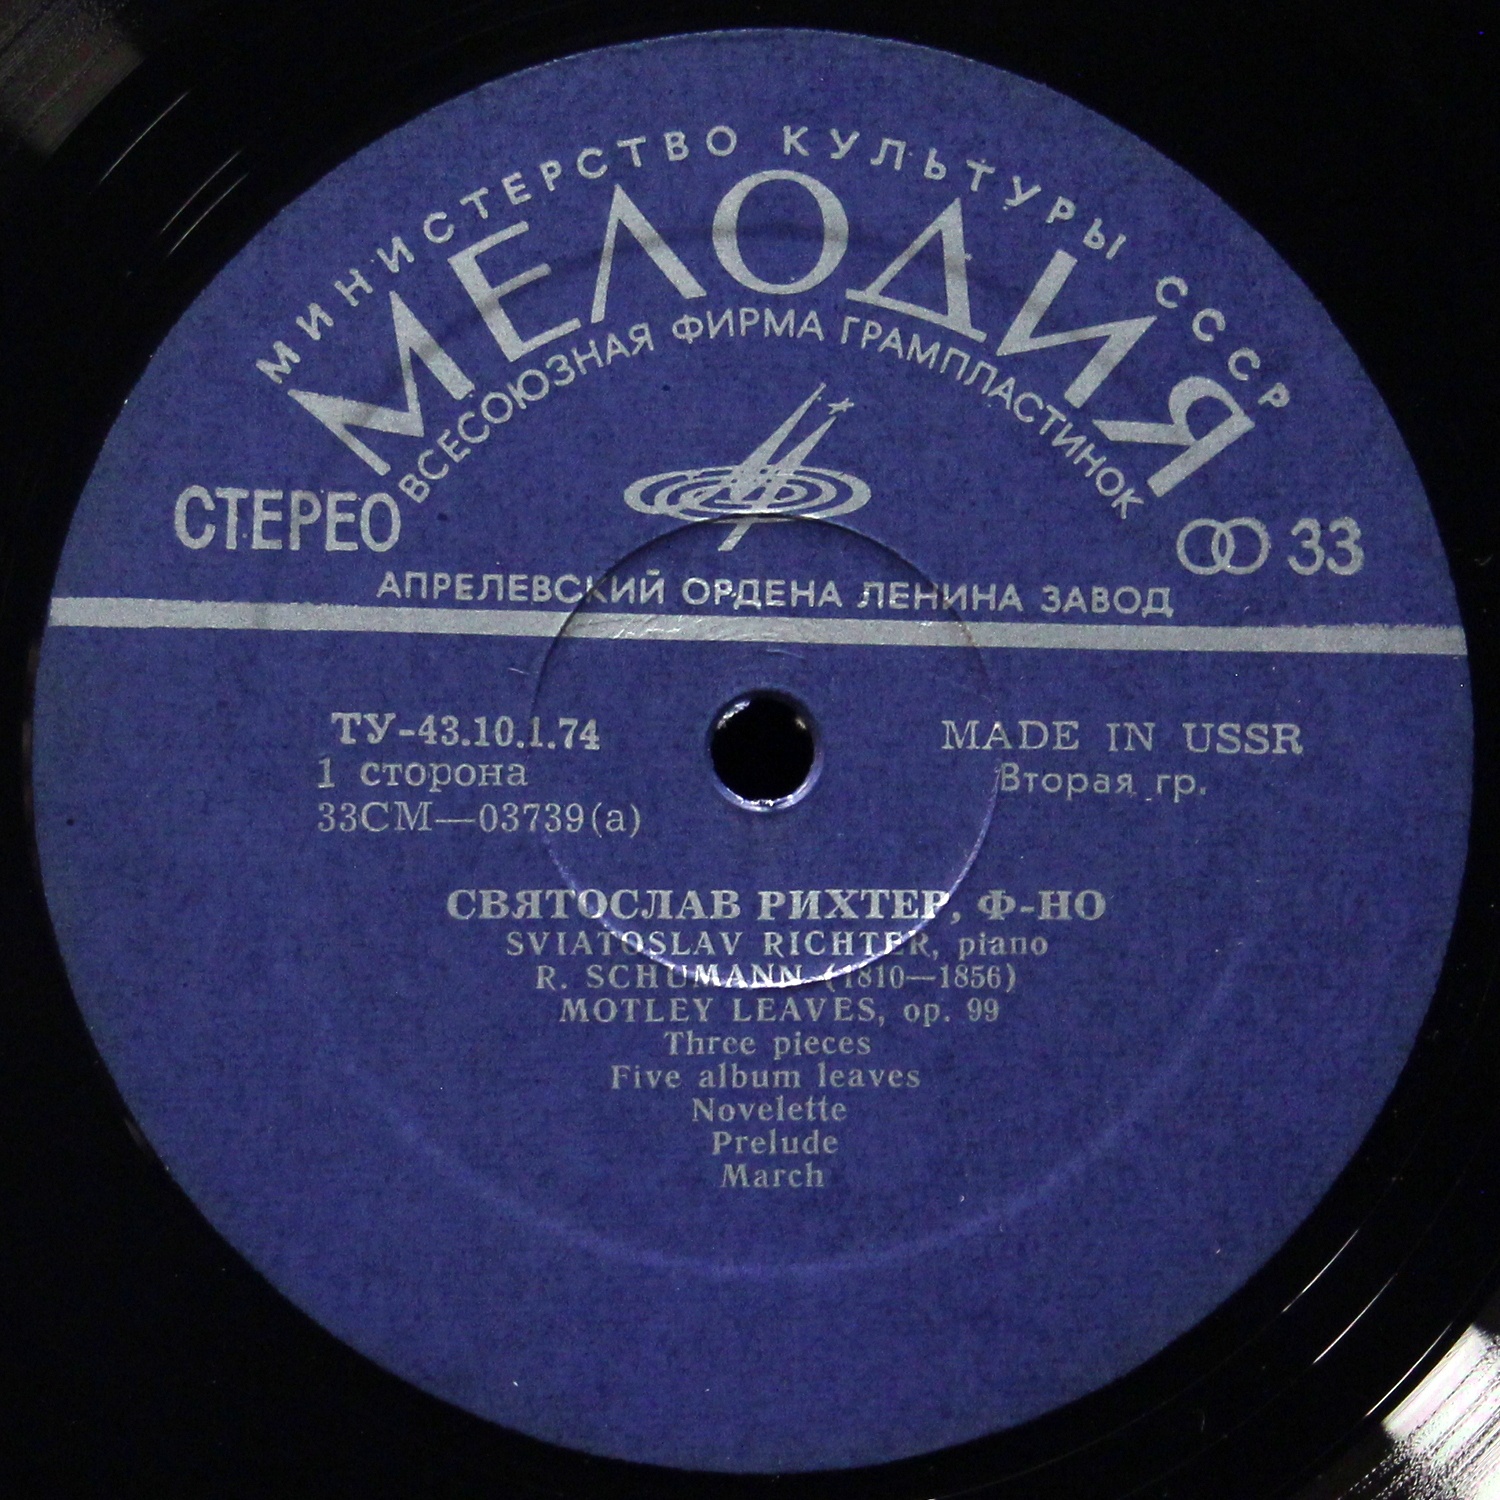 МИНИСТЕРСТВО КУЛЬТУРЫ СССР
МЕЛОДИЯ
ВСЕСОЮЗНАЯ ФИРМА ГРАМПЛАСТИНОК
СТЕРЕО
33
АПРЕЛЕВСКИЙ ОРДЕНА ЛЕНИНА ЗАВОД
ТУ-43.10.1.74
MADE IN USSR
1 сторона
Вторая гр.
33СМ—03739(а)
СВЯТОСЛАВ РИХТЕР, Ф-НО
SVIATOSLAV RICHTER, piano
R. SCHUMANN (1810—1856)
MOTLEY LEAVES, op. 99
Three pieces
Five album leaves
Novelette
Prelude
March